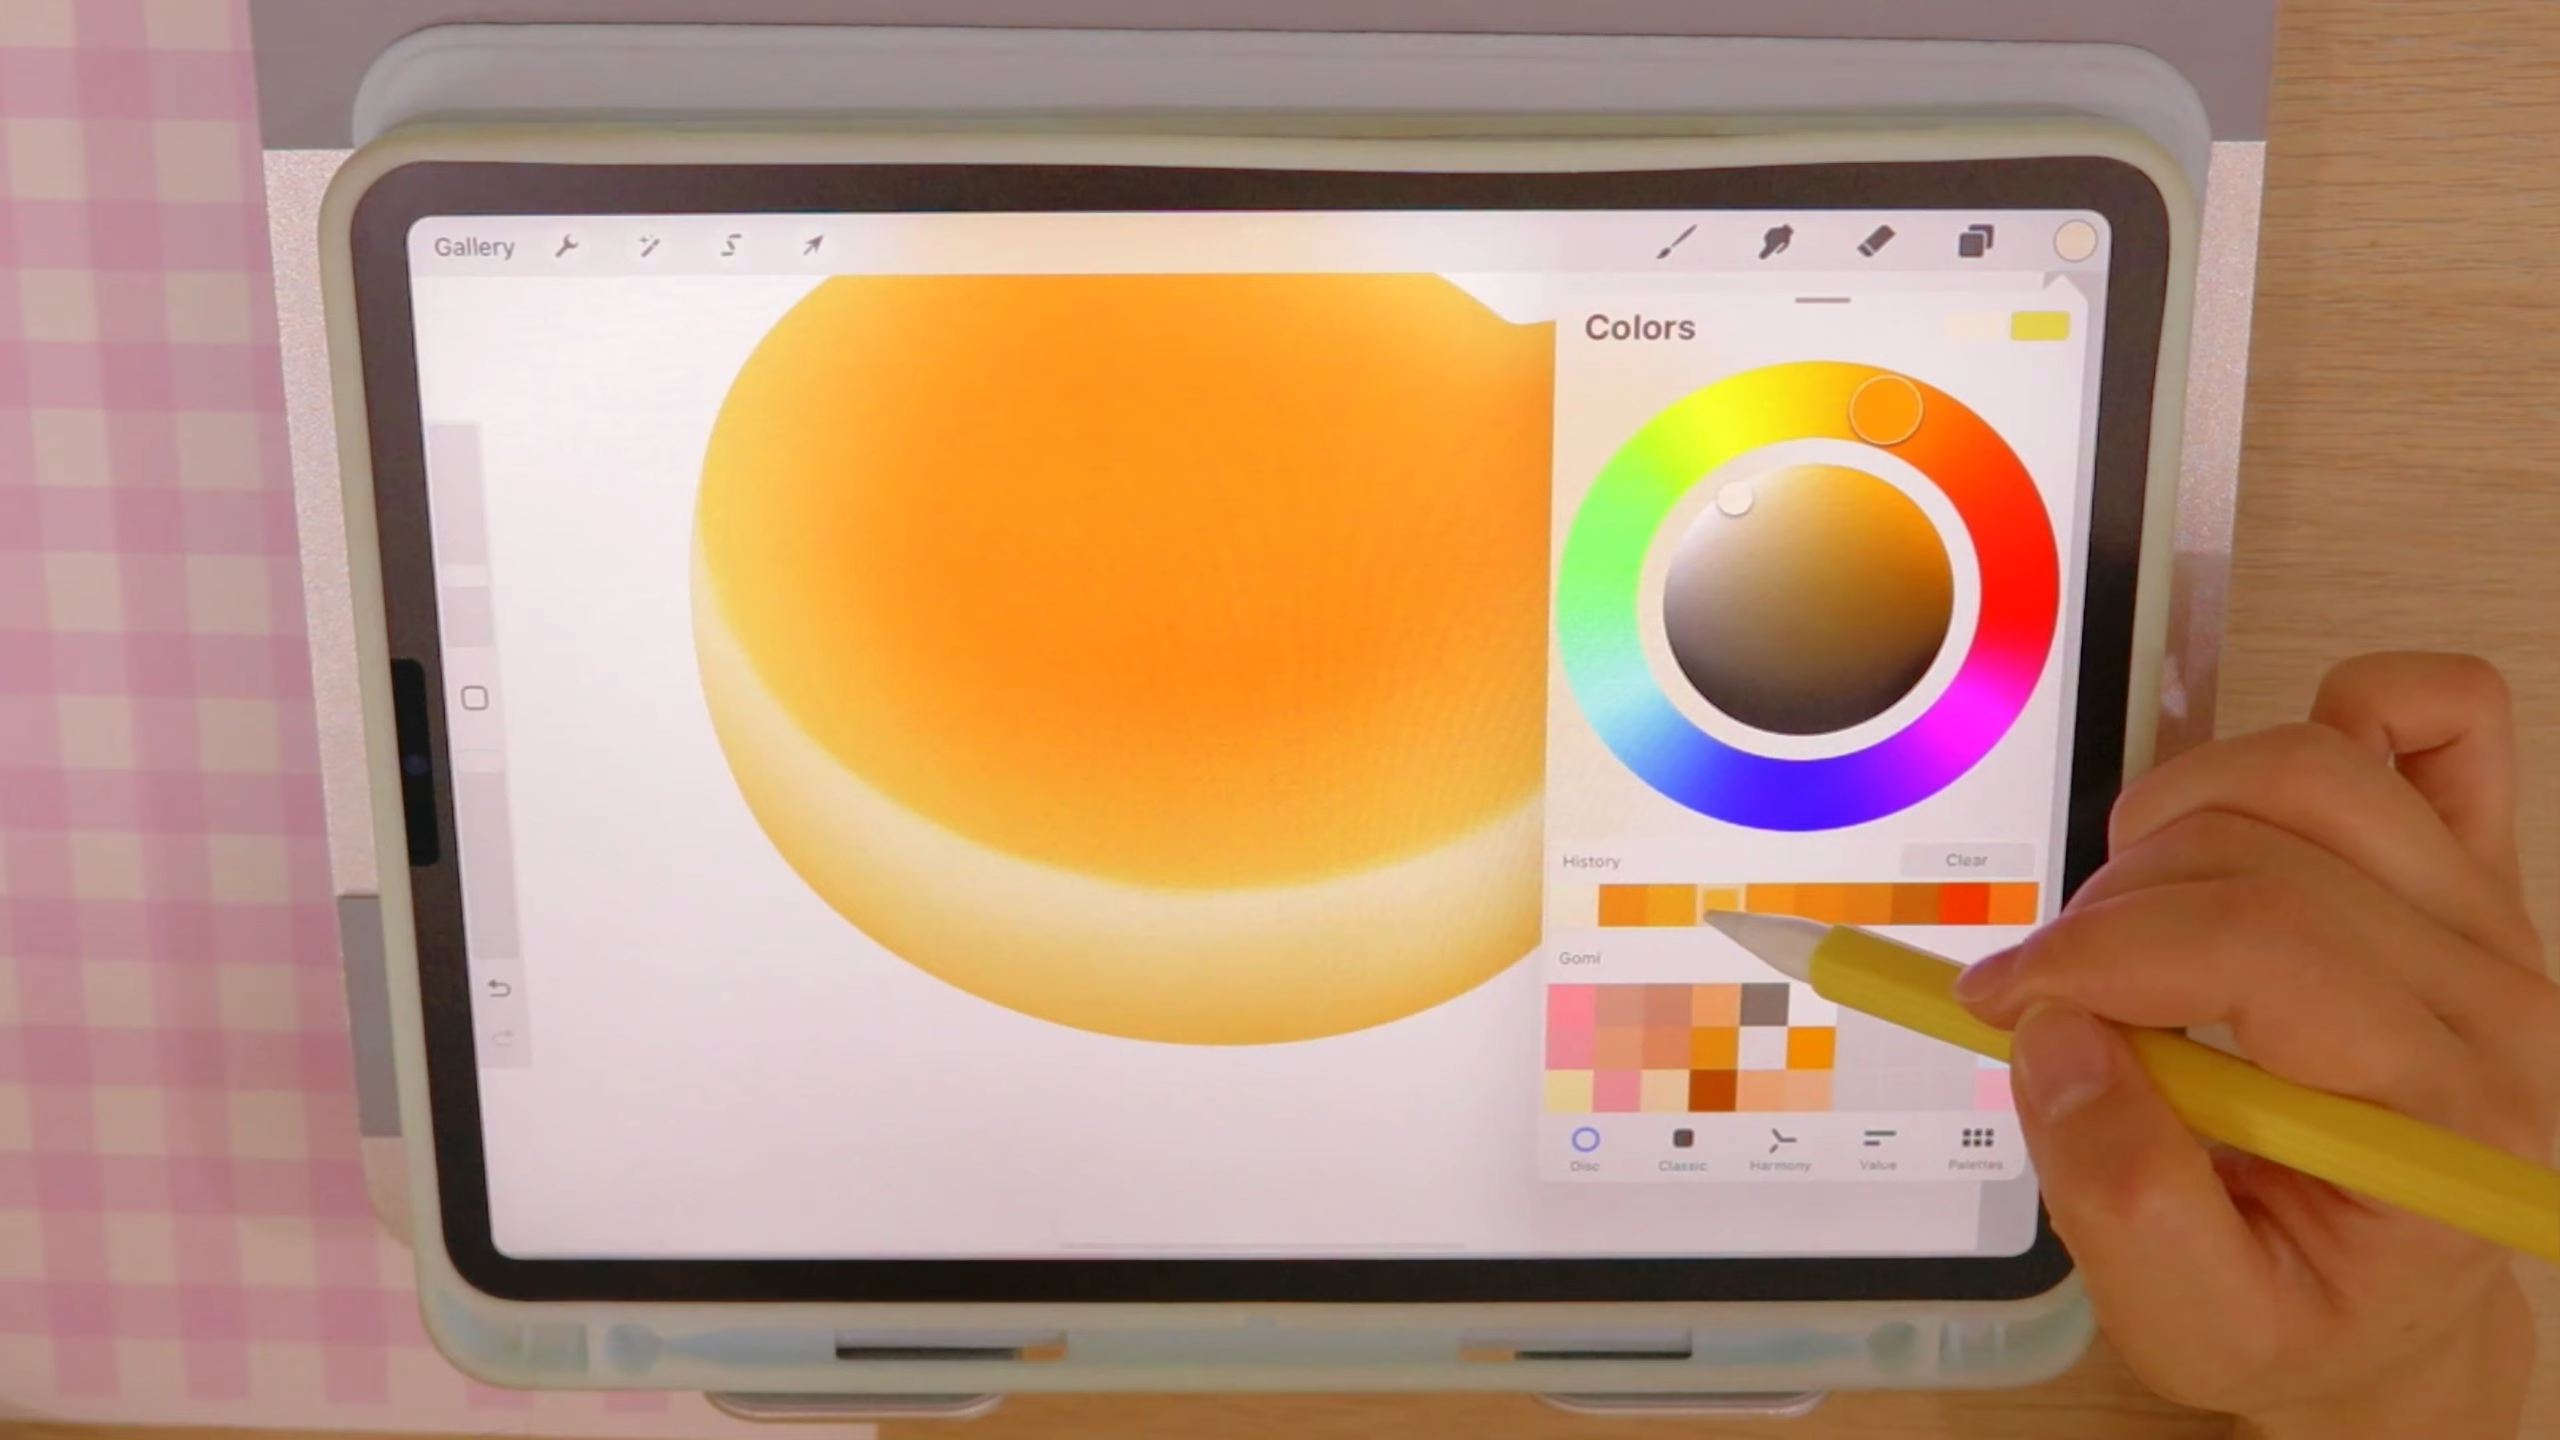 Gallery
Colors
History
Clear
Gomi
Disc
Classic
Harmony
Value
Palettes